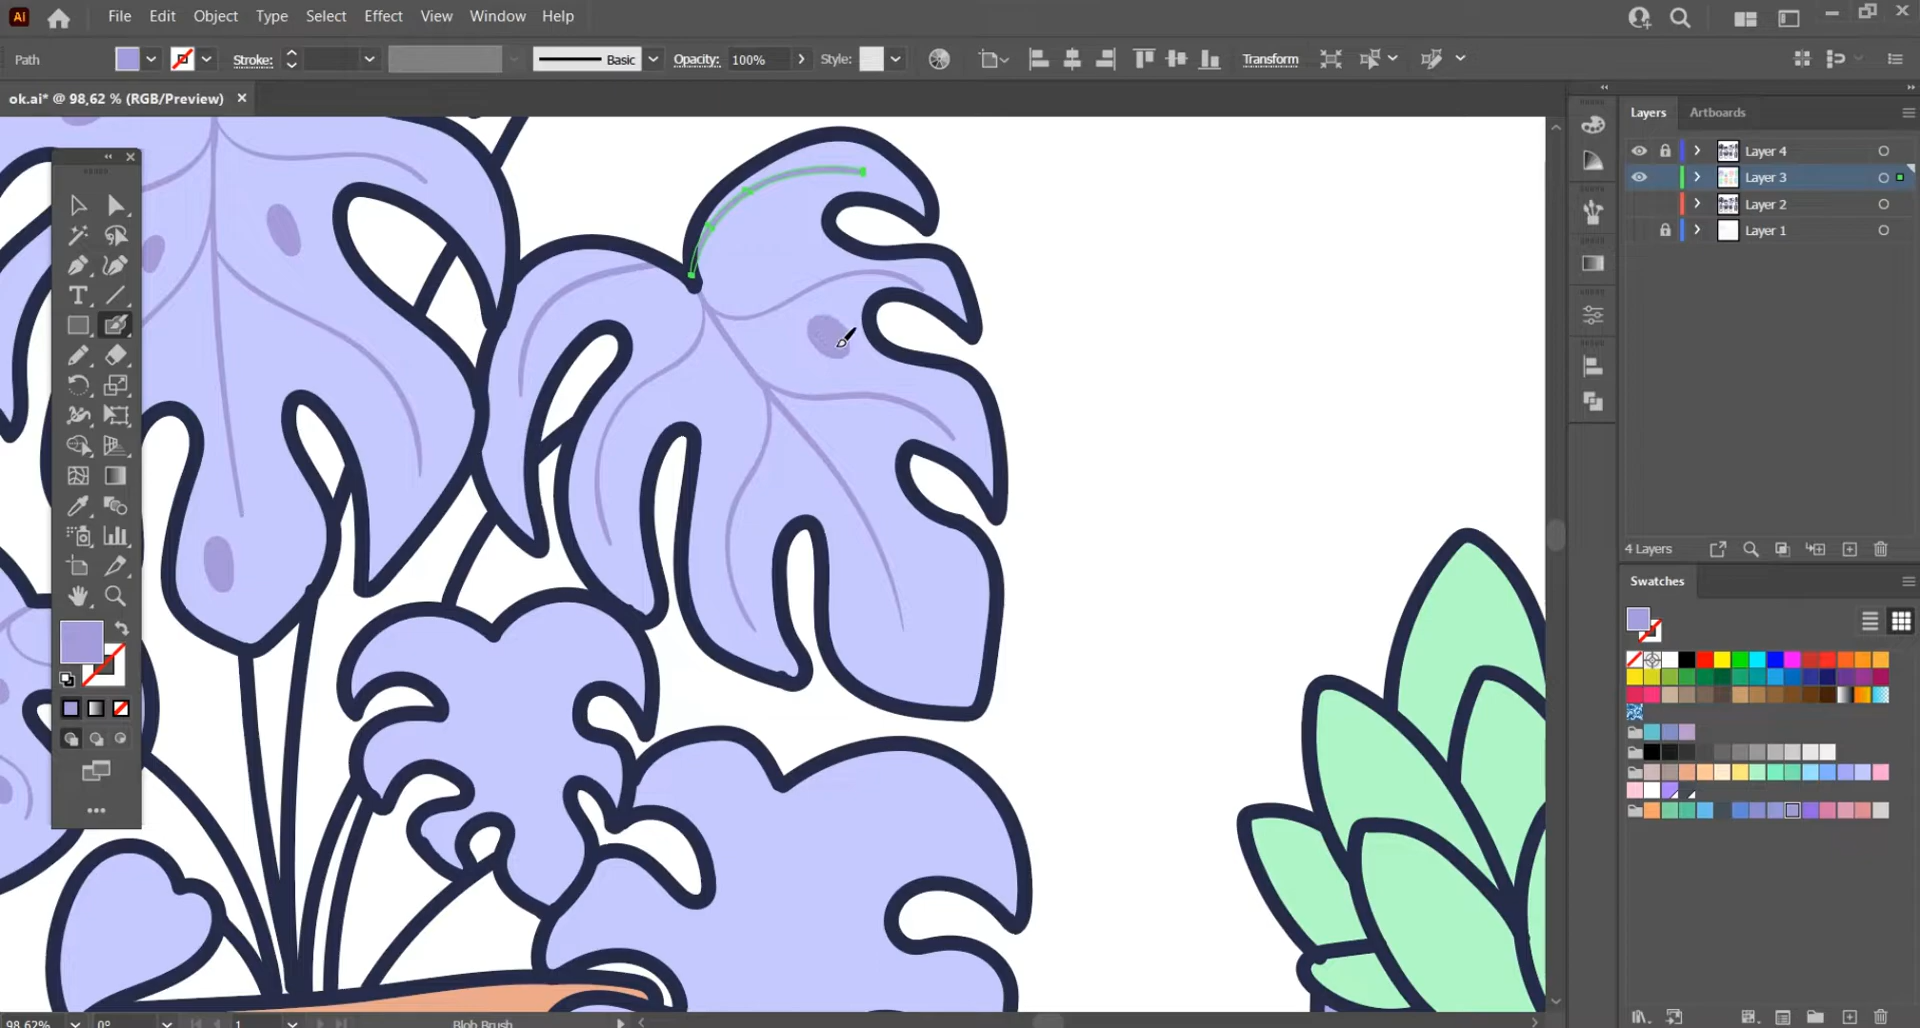 Ai File Edit Object Type Select Effect View Window Help
Path Stroke: Basic Opacity: 100% Style: Transform
ok.ai* @ 98,62 % (RGB/Preview)
Layers Artboards
Layer 4
Layer 3
Layer 2
Layer 1
4 Layers
Swatches
98,62% 0° 1 Blob Brush